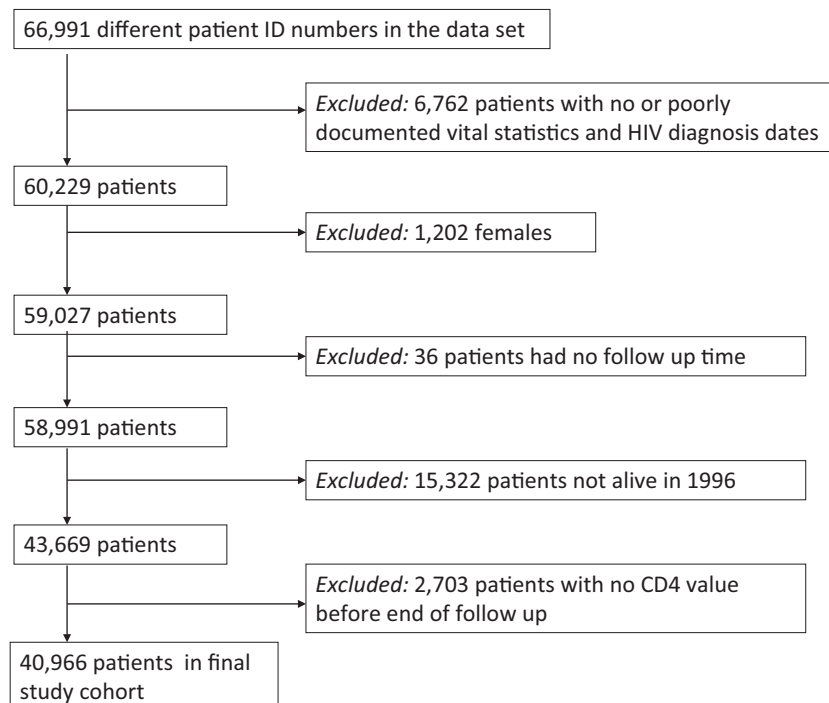 66,991 different patient ID numbers in the data set
Excluded: 6,762 patients with no or poorly
documented vital statistics and HIV diagnosis dates
60,229 patients
Excluded: 1,202 females
59,027 patients
Excluded: 36 patients had no follow up time
58,991 patients
Excluded: 15,322 patients not alive in 1996
43,669 patients
Excluded: 2,703 patients with no CD4 value
before end of follow up
40,966 patients in final
study cohort